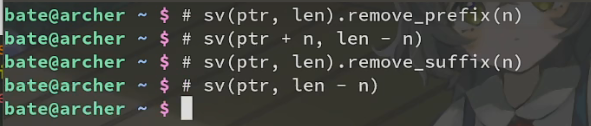 bate@archer ~ $ # sv(ptr, len).remove_prefix(n)
bate@archer ~ $ # sv(ptr + n, len - n)
bate@archer ~ $ # sv(ptr, len).remove_suffix(n)
bate@archer ~ $ # sv(ptr, len - n)
bate@archer ~ $